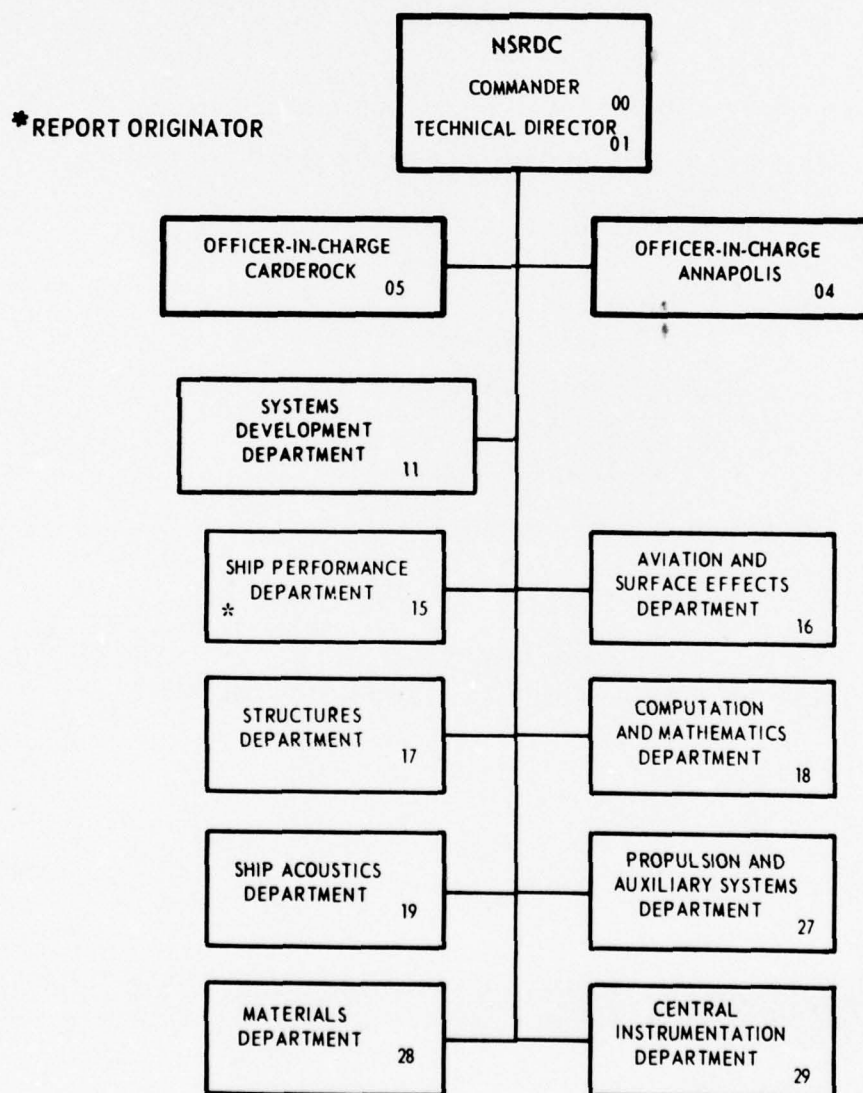 NSRDC
COMMANDER
00
TECHNICAL DIRECTOR
01
*REPORT ORIGINATOR
OFFICER-IN-CHARGE
CARDEROCK
05
OFFICER-IN-CHARGE
ANNAPOLIS
04
SYSTEMS
DEVELOPMENT
DEPARTMENT
11
SHIP PERFORMANCE
DEPARTMENT
* 15
AVIATION AND
SURFACE EFFECTS
DEPARTMENT
16
STRUCTURES
DEPARTMENT
17
COMPUTATION
AND MATHEMATICS
DEPARTMENT
18
SHIP ACOUSTICS
DEPARTMENT
19
PROPULSION AND
AUXILIARY SYSTEMS
DEPARTMENT
27
MATERIALS
DEPARTMENT
28
CENTRAL
INSTRUMENTATION
DEPARTMENT
29